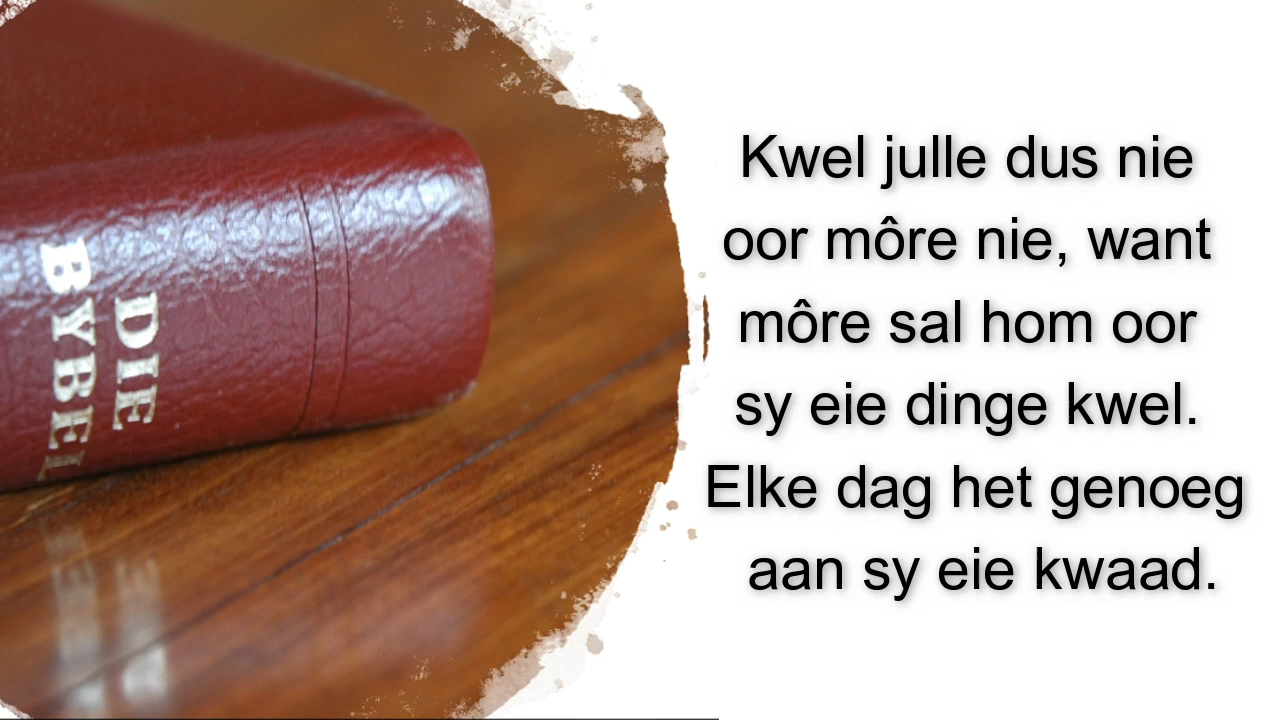 DIE
BYBEL
Kwel julle dus nie
oor môre nie, want
môre sal hom oor
sy eie dinge kwel.
Elke dag het genoeg
aan sy eie kwaad.